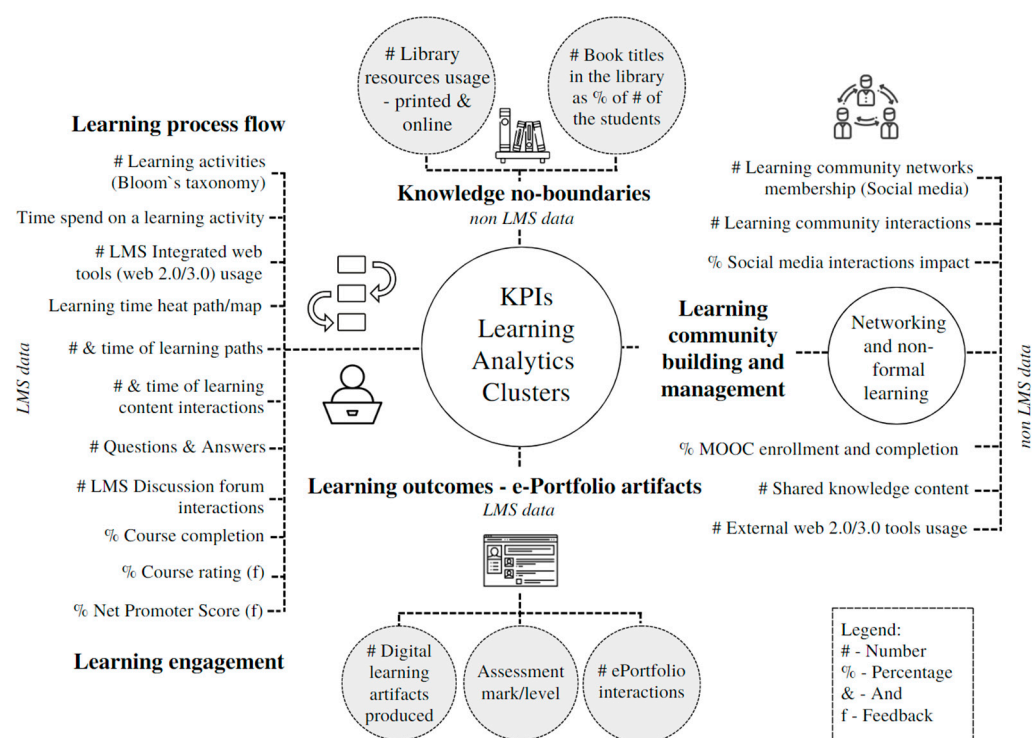 # Library
resources usage
- printed &
online
# Book titles
in the library
as % of # of
the students
Knowledge no-boundaries
non LMS data
Learning process flow
# Learning activities
(Bloom`s taxonomy)
Time spend on a learning activity
# LMS Integrated web
tools (web 2.0/3.0) usage
Learning time heat path/map
# & time of learning paths
# & time of learning
content interactions
# Questions & Answers
# LMS Discussion forum
interactions
% Course completion
% Course rating (f)
% Net Promoter Score (f)
Learning engagement
LMS data
KPIs
Learning
Analytics
Clusters
# Learning community networks
membership (Social media)
# Learning community interactions
% Social media interactions impact
Learning
community
building and
management
Networking
and non-
formal
learning
% MOOC enrollment and completion
# Shared knowledge content
# External web 2.0/3.0 tools usage
non LMS data
Learning outcomes - e-Portfolio artifacts
LMS data
# Digital
learning
artifacts
produced
Assessment
mark/level
# ePortfolio
interactions
Legend:
# - Number
% - Percentage
& - And
f - Feedback